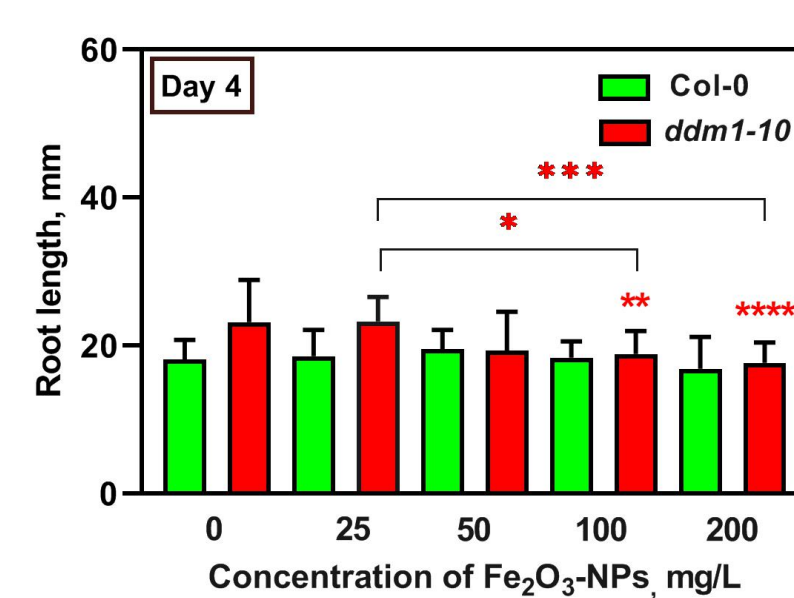 60
Day 4
Col-0
ddm1-10
***
40
*
**
****
20
0
Root length, mm
0 25 50 100 200
Concentration of Fe₂O₃-NPs, mg/L